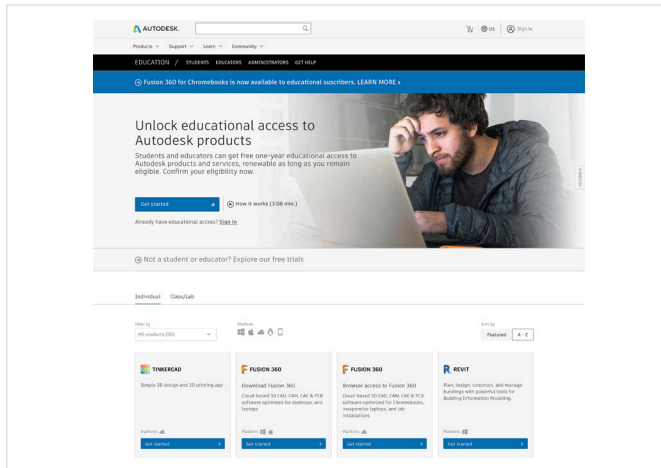 AUTODESK.
US
Sign in
Products
Support
Learn
Community
EDUCATION / STUDENTS EDUCATORS ADMINISTRATORS GET HELP
Fusion 360 for Chromebooks is now available to educational suscribers. LEARN MORE >
Unlock educational access to
Autodesk products
Students and educators can get free one-year educational access to
Autodesk products and services, renewable as long as you remain
eligible. Confirm your eligibility now.
Get started
How it works (3:08 min.)
Already have educational access? Sign in
FEEDBACK
Not a student or educator? Explore our free trials
Individual
Class/Lab
Filter by
All products (50)
Platform
Sort by
Featured
A - Z
TINKERCAD
Simple 3D design and 3D printing app
Platform:
Get started
FUSION 360
Download Fusion 360
Cloud-based 3D CAD, CAM, CAE & PCB
software optimized for desktops, and
laptops
Platform:
Get started
FUSION 360
Browser access to Fusion 360
Cloud-based 3D CAD, CAM, CAE & PCB
software optimized for Chromebooks,
inexpensive laptops, and lab
installations
Platform:
Get started
REVIT
Plan, design, construct, and manage
buildings with powerful tools for
Building Information Modeling.
Platform:
Get started